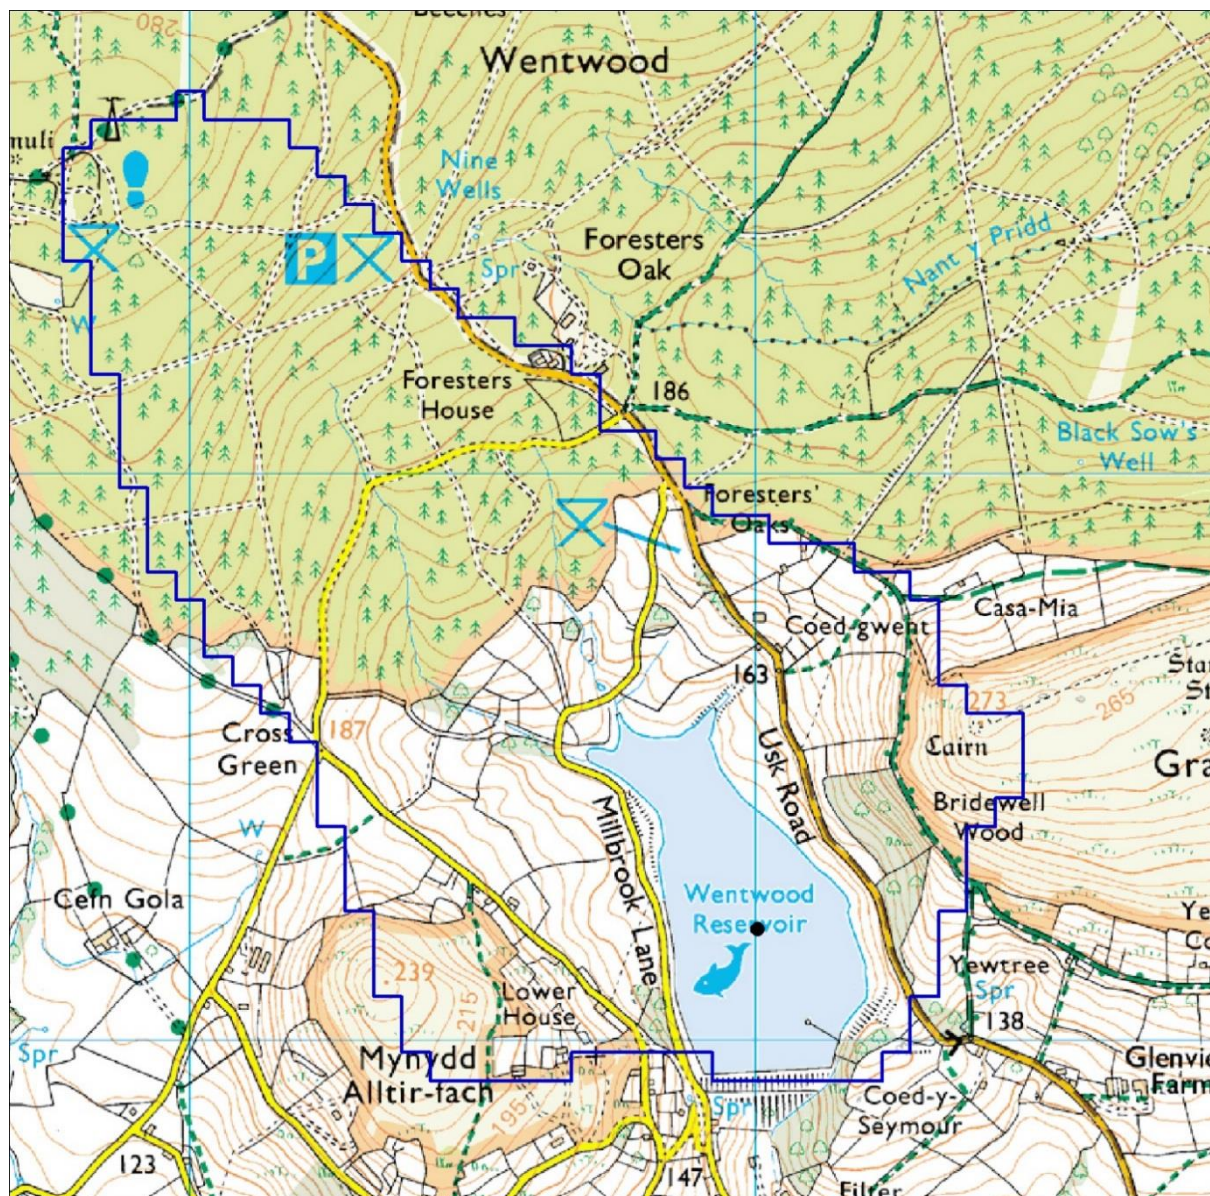 280
Beeches
Wentwood
Nine
Wells
P
Foresters
Oak
Spr
Nant y Pridd
W
Foresters
House
186
Black Sow's
Well
Foresters'
Oaks
Casa-Mia
Coed-gwent
163
273
265
Cairn
187
Cross
Green
Usk Road
Bridewell
Wood
Millbrook Lane
W
Wentwood
Reservoir
Cefn Gola
239
215
Lower
House
Yewtree
Spr
138
Spr
Mynydd
Alltir-fach
195
Spr
Coed-y-
Seymour
Farm
123
147
Filter